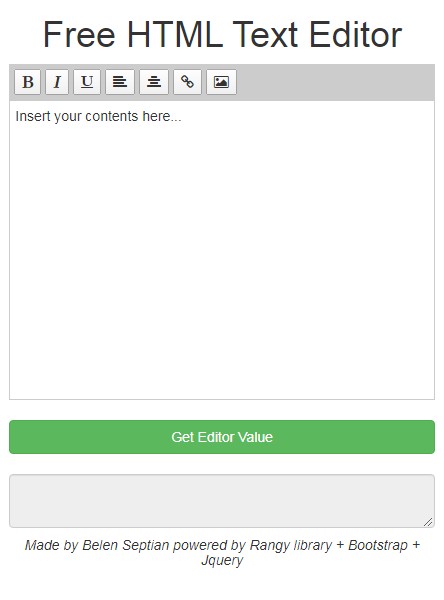 Free HTML Text Editor
B I U
Insert your contents here...
Get Editor Value
Made by Belen Septian powered by Rangy library + Bootstrap +
Jquery